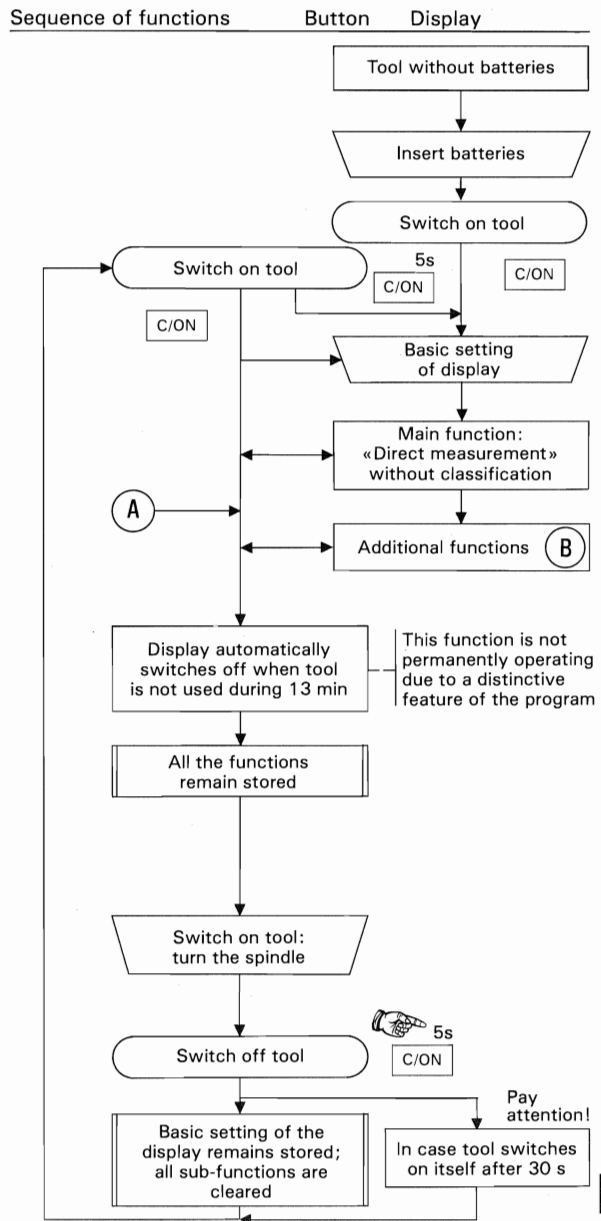 Sequence of functions Button Display
Tool without batteries
Insert batteries
Switch on tool
5s
Switch on tool
C/ON
C/ON
C/ON
Basic setting
of display
Main function:
«Direct measurement»
without classification
A
Additional functions B
Display automatically
switches off when tool
is not used during 13 min
This function is not
permanently operating
due to a distinctive
feature of the program
All the functions
remain stored
Switch on tool:
turn the spindle
5s
Switch off tool
C/ON
Pay
attention!
Basic setting of the
display remains stored;
all sub-functions are
cleared
In case tool switches
on itself after 30 s